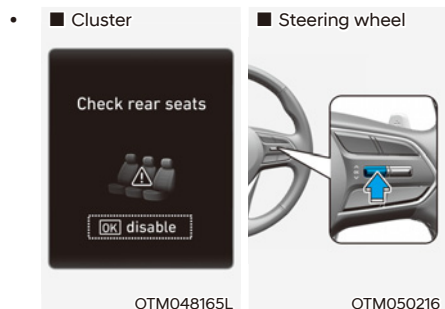 • ■ Cluster
■ Steering wheel
Check rear seats
OK disable
OTM048165L
OTM050216